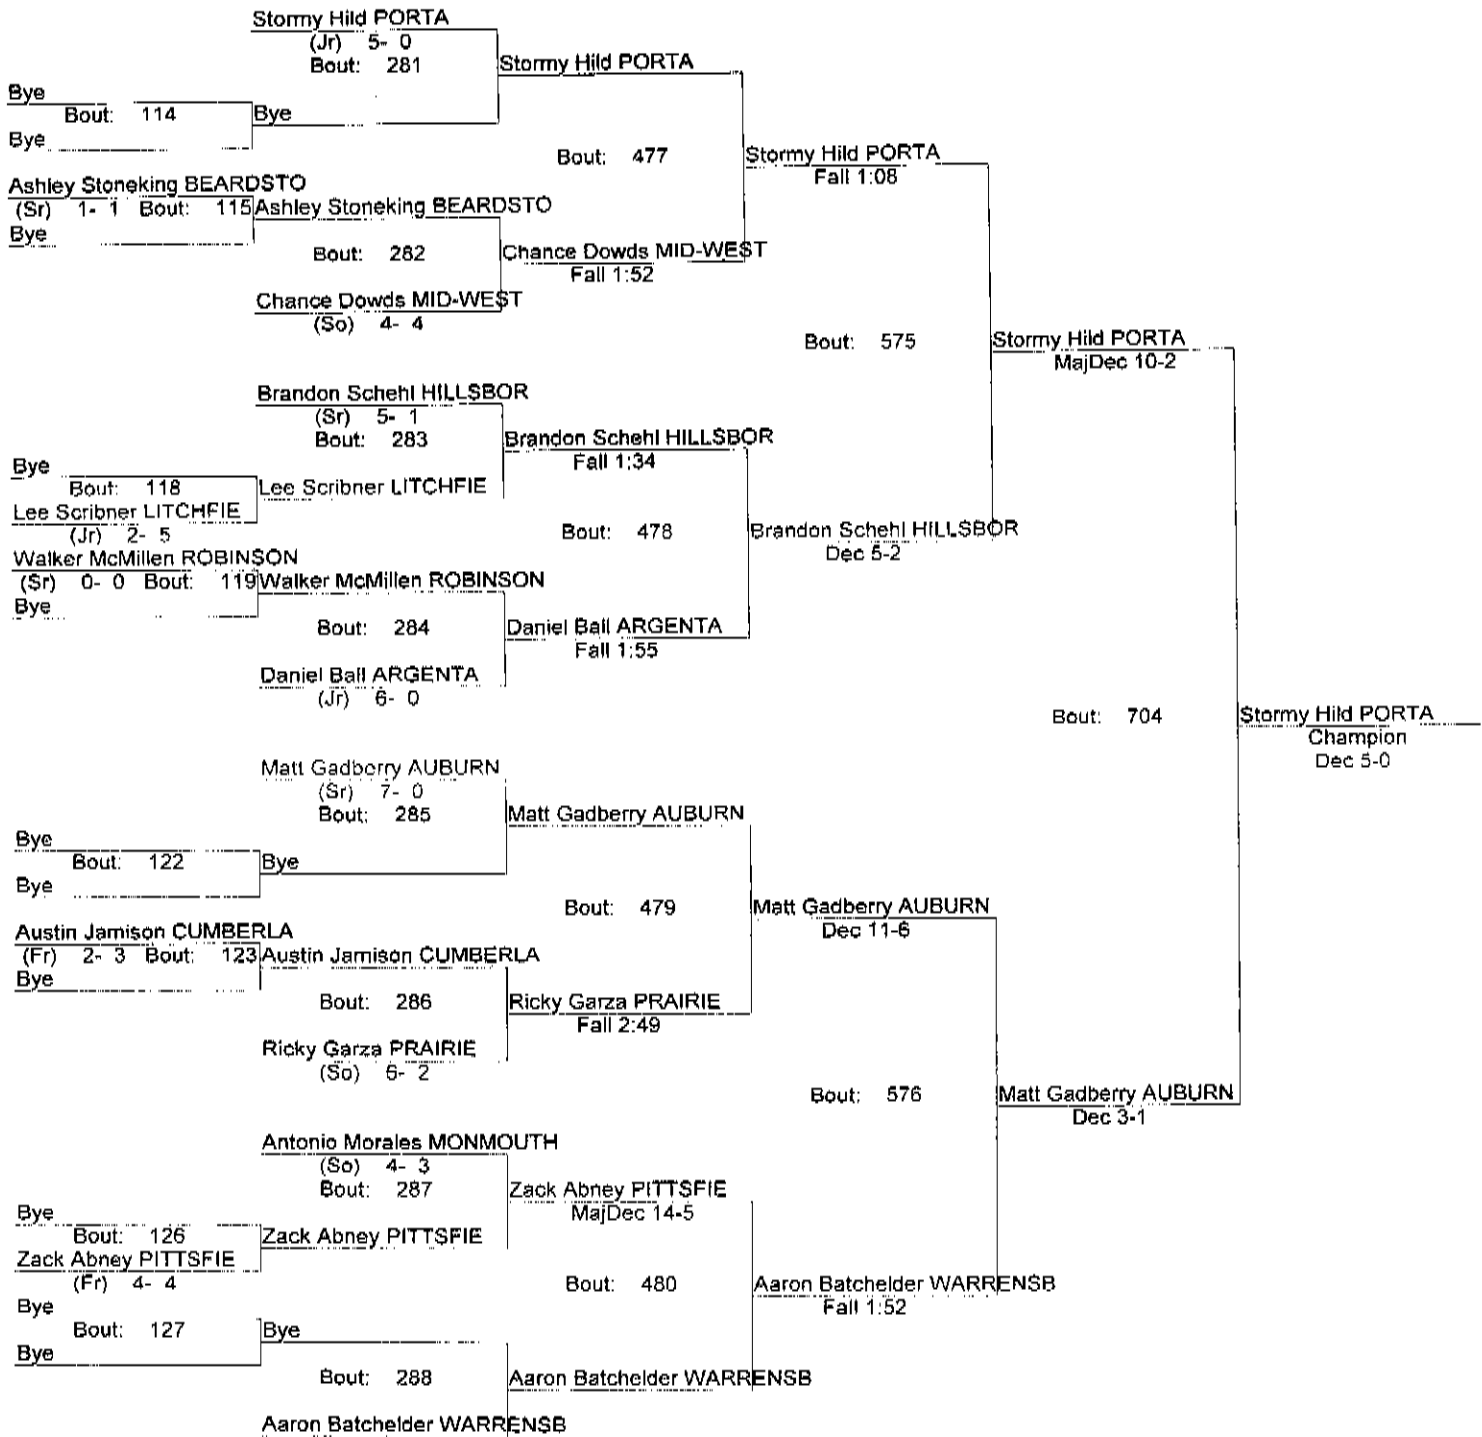 Stormy Hild PORTA
(Jr) 5- 0
Bout: 281
Stormy Hild PORTA
Bye
Bout: 114
Bye
Bye
Bout: 477
Stormy Hild PORTA
Fall 1:08
Ashley Stoneking BEARDSTO
(Sr) 1- 1 Bout: 115
Ashley Stoneking BEARDSTO
Bye
Bout: 282
Chance Dowds MID-WEST
Fall 1:52
Chance Dowds MID-WEST
(So) 4- 4
Bout: 575
Stormy Hild PORTA
MajDec 10-2
Brandon Schehl HILLSBOR
(Sr) 5- 1
Bout: 283
Brandon Schehl HILLSBOR
Fall 1:34
Bye
Bout: 118
Lee Scribner LITCHFIE
Lee Scribner LITCHFIE
(Jr) 2- 5
Bout: 478
Brandon Schehl HILLSBOR
Dec 5-2
Walker McMillen ROBINSON
(Sr) 0- 0 Bout: 119
Walker McMillen ROBINSON
Bye
Bout: 284
Daniel Ball ARGENTA
Fall 1:55
Daniel Ball ARGENTA
(Jr) 6- 0
Bout: 704
Stormy Hild PORTA
Champion
Dec 5-0
Matt Gadberry AUBURN
(Sr) 7- 0
Bout: 285
Matt Gadberry AUBURN
Bye
Bout: 122
Bye
Bye
Bout: 479
Matt Gadberry AUBURN
Dec 11-6
Austin Jamison CUMBERLA
(Fr) 2- 3 Bout: 123
Austin Jamison CUMBERLA
Bye
Bout: 286
Ricky Garza PRAIRIE
Fall 2:49
Ricky Garza PRAIRIE
(So) 6- 2
Bout: 576
Matt Gadberry AUBURN
Dec 3-1
Antonio Morales MONMOUTH
(So) 4- 3
Bout: 287
Zack Abney PITTSFIE
MajDec 14-5
Bye
Bout: 126
Zack Abney PITTSFIE
Zack Abney PITTSFIE
(Fr) 4- 4
Bout: 480
Aaron Batchelder WARRENSB
Fall 1:52
Bye
Bout: 127
Bye
Bye
Bout: 288
Aaron Batchelder WARRENSB
Aaron Batchelder WARRENSB